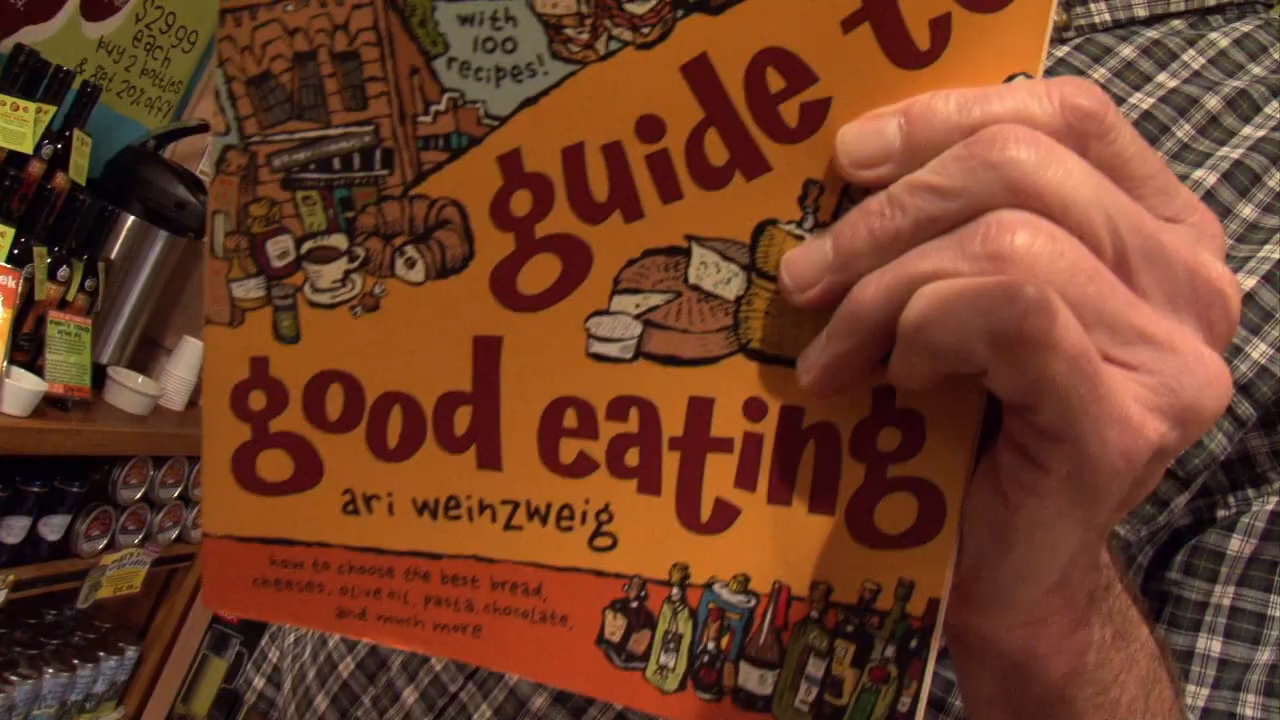 $29.99
each
buy 2 bottles
& get 20% off!
with
100
recipes!
guide to
good eating
ari weinzweig
how to choose the best bread,
cheeses, olive oil, pasta, chocolate,
and much more